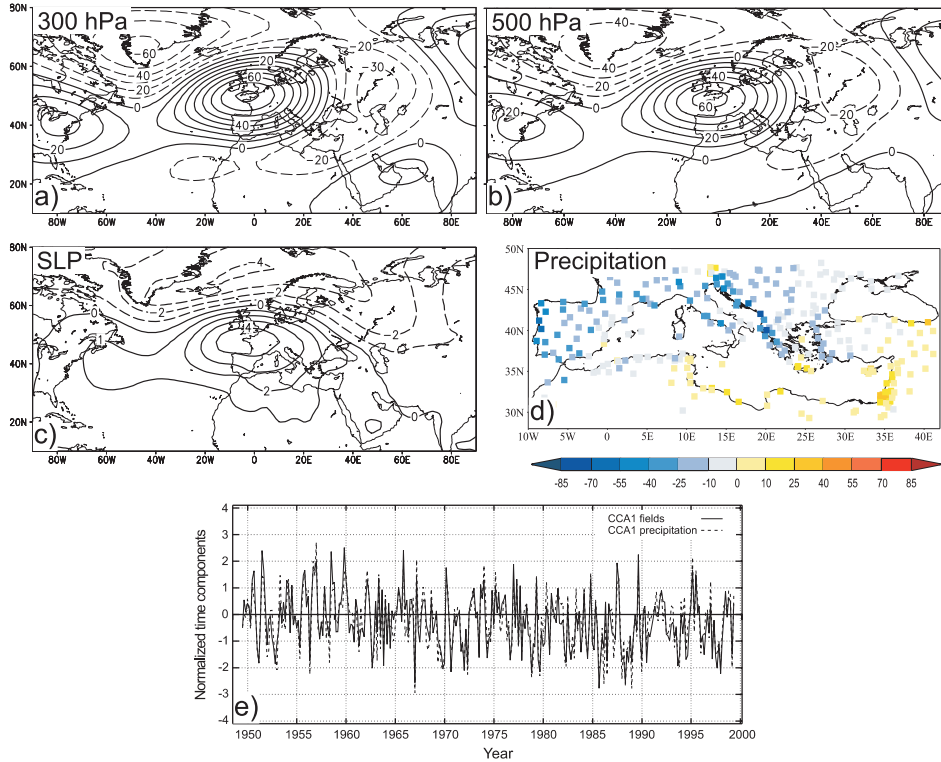 300 hPa
80N
60N
40N
20N
80W
60W
40W
20W
0
20E
40E
60E
80E
a)
60
40
20
0
20
60
40
0
20
20
30
500 hPa
80N
60N
40N
20N
80W
60W
40W
20W
0
20E
40E
60E
80E
b)
40
20
0
20
0
40
60
20
0
20
20
0
SLP
80N
60N
40N
20N
80W
60W
40W
20W
0
20E
40E
60E
80E
c)
4
2
0
2
0
1
4
2
2
0
Precipitation
50N
45N
40N
35N
30N
10W
5W
0
5E
10E
15E
20E
25E
30E
35E
40E
d)
-85 -70 -55 -40 -25 -10 0 10 25 40 55 70 85
4
3
2
1
0
-1
-2
-3
-4
Normalized time components
CCA1 fields
CCA1 precipitation
e)
1950 1955 1960 1965 1970 1975 1980 1985 1990 1995 2000
Year